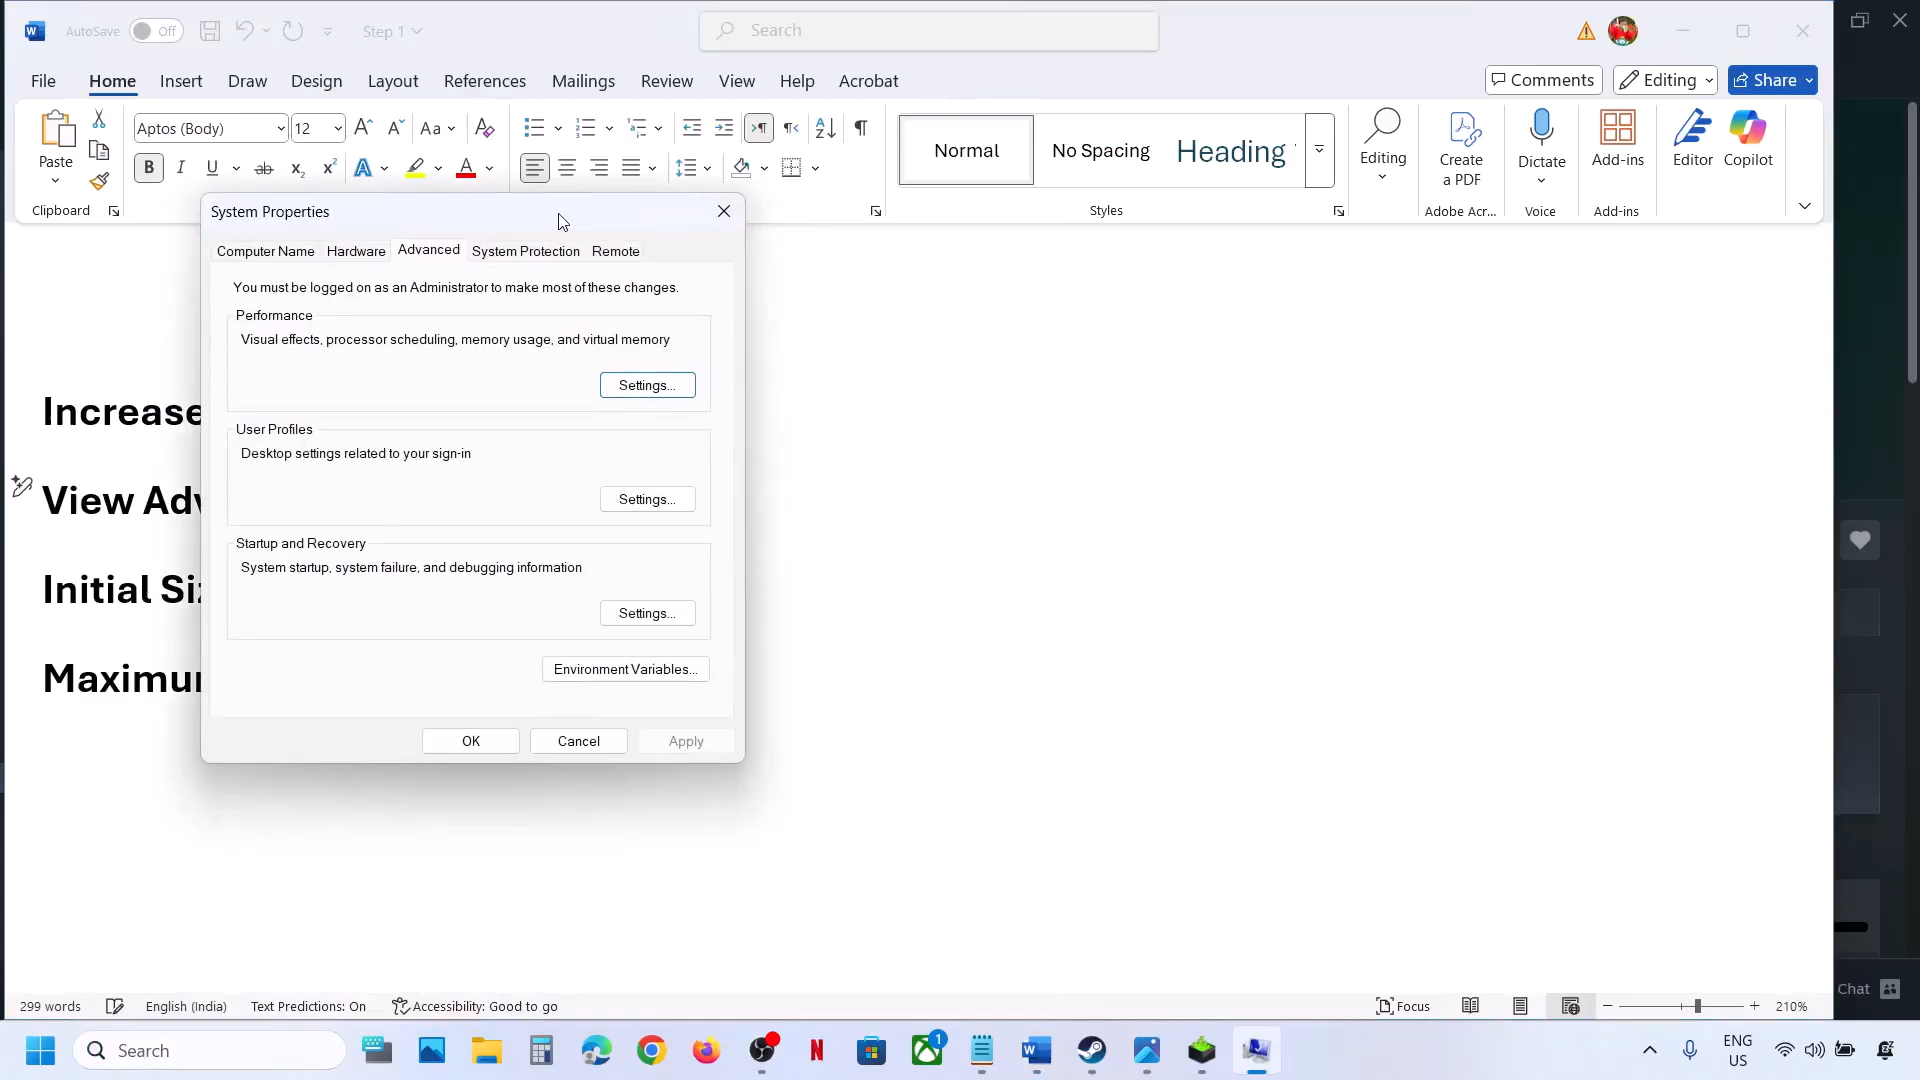 AutoSave Off Step 1 Search
File Home Insert Draw Design Layout References Mailings Review View Help Acrobat Comments Editing Share
Aptos (Body) 12 Aa Normal No Spacing Heading
Paste Editing Create a PDF Dictate Add-ins Editor Copilot
Clipboard Styles Adobe Acr... Voice Add-ins
System Properties
Computer Name Hardware Advanced System Protection Remote
You must be logged on as an Administrator to make most of these changes.
Performance
Visual effects, processor scheduling, memory usage, and virtual memory
Settings...
Increase
User Profiles
Desktop settings related to your sign-in
Settings...
View Adv
Startup and Recovery
System startup, system failure, and debugging information
Settings...
Initial Siz
Environment Variables...
Maximum
OK Cancel Apply
Chat
299 words English (India) Text Predictions: On Accessibility: Good to go Focus 210%
Search 1 ENG
US